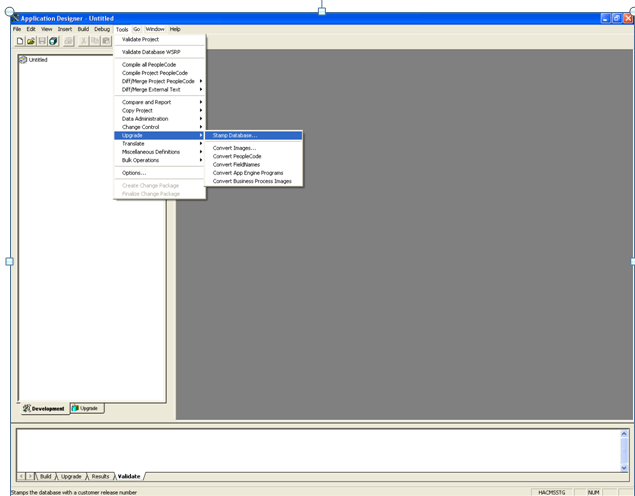 Application Designer - Untitled
File Edit View Insert Build Debug Tools Go Window Help
Untitled
Validate Project
Validate Database WSRP
Compile all PeopleCode
Compile Project PeopleCode
Diff/Merge Project PeopleCode
Diff/Merge External Text
Compare and Report
Copy Project
Data Administration
Change Control
Upgrade
Translate
Miscellaneous Definitions
Bulk Operations
Options...
Create Change Package
Finalize Change Package
Stamp Database...
Convert Images...
Convert PeopleCode
Convert FieldNames
Convert App Engine Programs
Convert Business Process Images
Development Upgrade
Build Upgrade Results Validate
Stamps the database with a customer release number HACMSSTG NUM